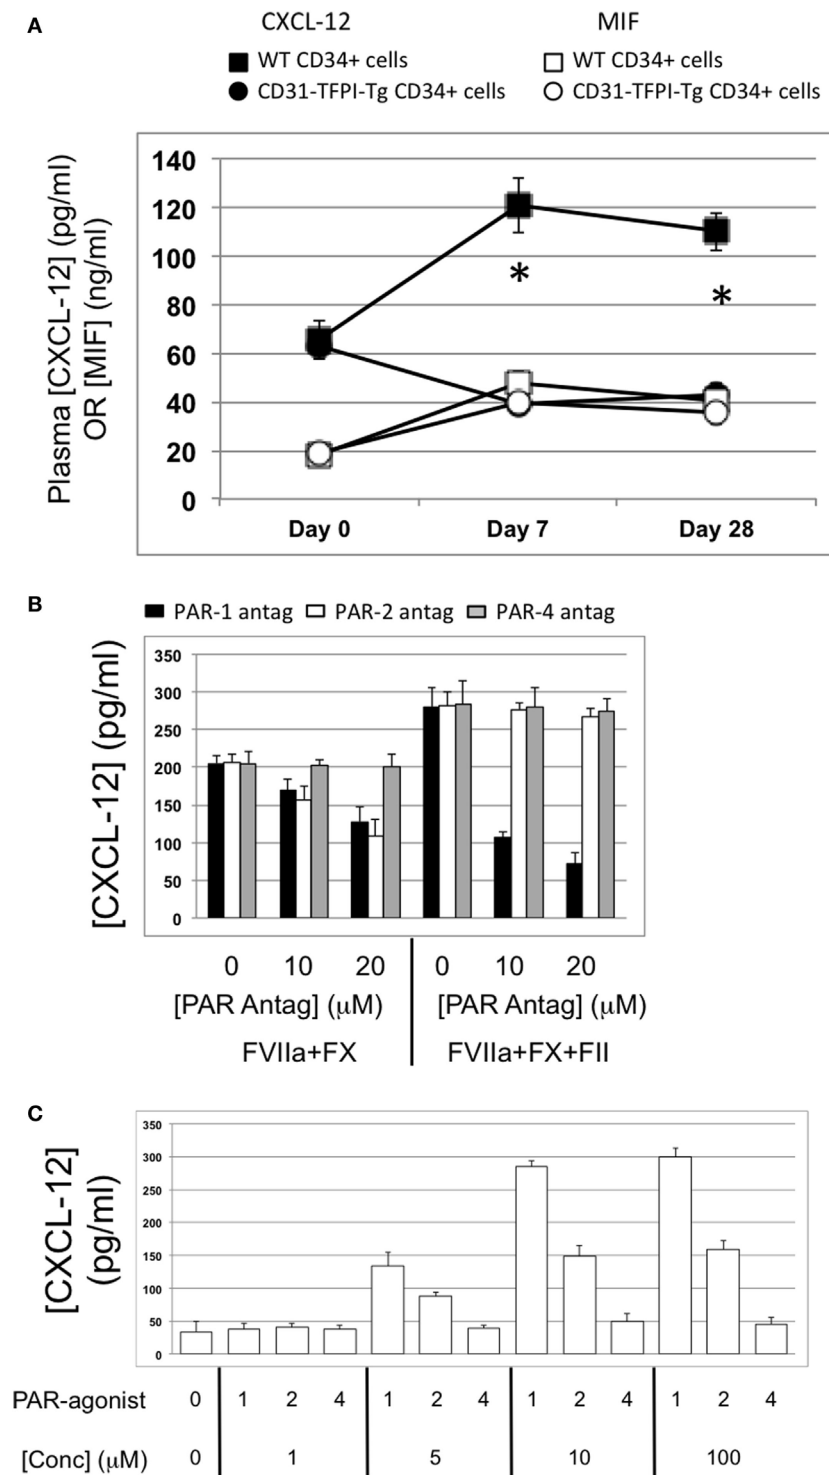 A
CXCL-12 MIF
WT CD34+ cells WT CD34+ cells
CD31-TFPI-Tg CD34+ cells CD31-TFPI-Tg CD34+ cells
Plasma [CXCL-12] (pg/ml)
OR [MIF] (ng/ml)
140
120
100
80
60
40
20
0
*
*
Day 0 Day 7 Day 28
B
PAR-1 antag PAR-2 antag PAR-4 antag
[CXCL-12] (pg/ml)
350
300
250
200
150
100
50
0
0 10 20 0 10 20
[PAR Antag] (μM) [PAR Antag] (μM)
FVIIa+FX FVIIa+FX+FII
C
[CXCL-12]
(pg/ml)
350
300
250
200
150
100
50
0
PAR-agonist 0 1 2 4 1 2 4 1 2 4 1 2 4
[Conc] (μM) 0 1 5 10 100